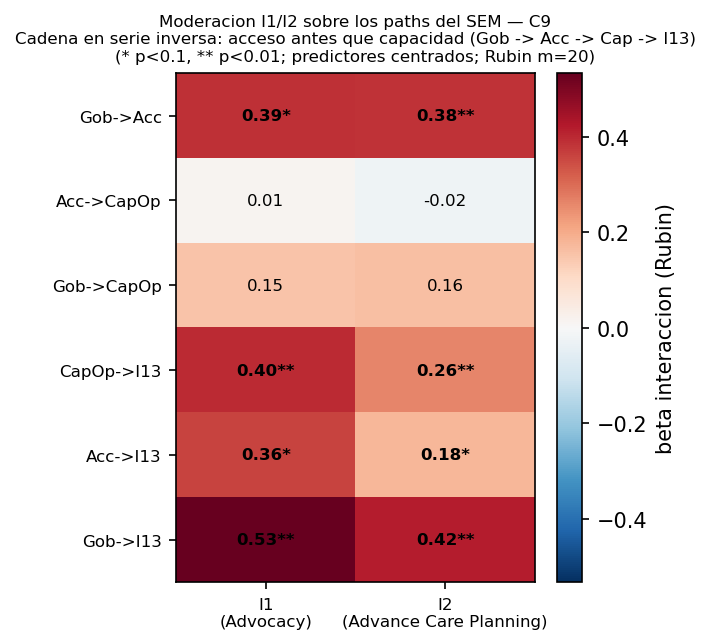 Moderacion I1/I2 sobre los paths del SEM — C9
Cadena en serie inversa: acceso antes que capacidad (Gob -> Acc -> Cap -> I13)
(* p<0.1, ** p<0.01; predictores centrados; Rubin m=20)
Gob->Acc 0.39* 0.38**
Acc->CapOp 0.01 -0.02
Gob->CapOp 0.15 0.16
CapOp->I13 0.40** 0.26**
Acc->I13 0.36* 0.18*
Gob->I13 0.53** 0.42**
I1 I2
(Advocacy) (Advance Care Planning)
0.4
0.2
0.0
−0.2
−0.4
beta interaccion (Rubin)